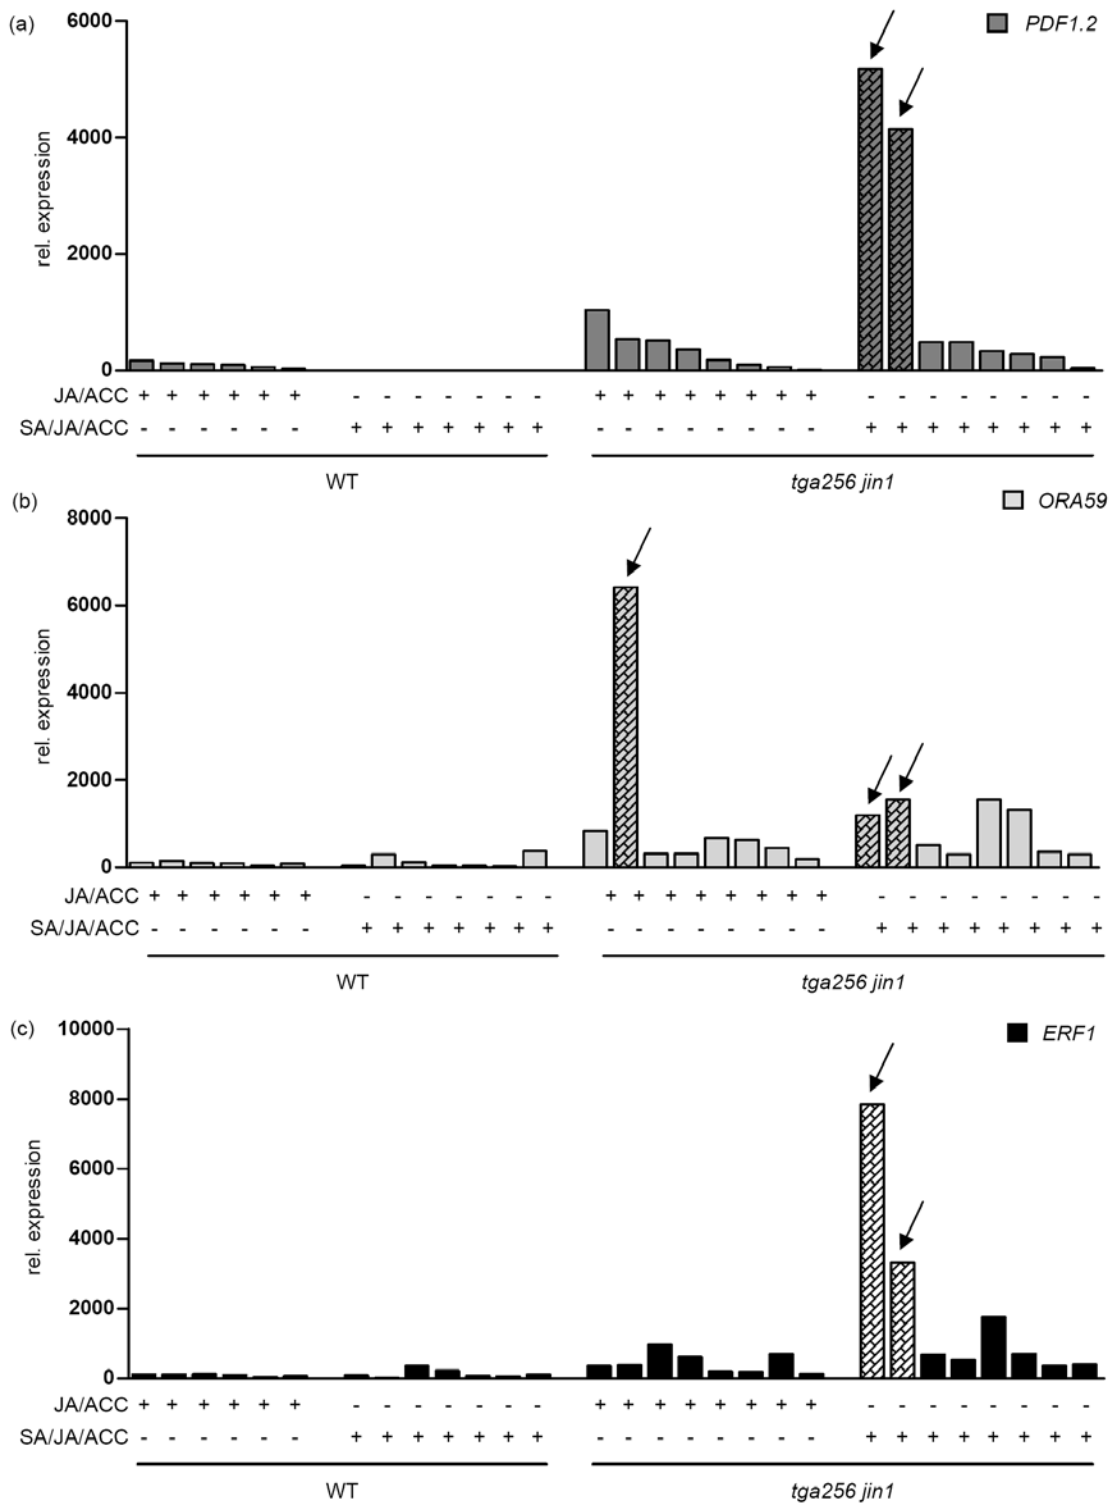 (a)
PDF1.2
6000
4000
2000
0
rel. expression
JA/ACC + + + + + + - - - - - - - + + + + + + + + - - - - - - - -
SA/JA/ACC - - - - - - + + + + + + + - - - - - - - - + + + + + + + +
WT
tga256 jin1
(b)
ORA59
8000
6000
4000
2000
0
rel. expression
JA/ACC + + + + + + - - - - - - - + + + + + + + + - - - - - - - -
SA/JA/ACC - - - - - - + + + + + + + - - - - - - - - + + + + + + + +
WT
tga256 jin1
(c)
ERF1
10000
8000
6000
4000
2000
0
rel. expression
JA/ACC + + + + + + - - - - - - - + + + + + + + + - - - - - - - -
SA/JA/ACC - - - - - - + + + + + + + - - - - - - - - + + + + + + + +
WT
tga256 jin1